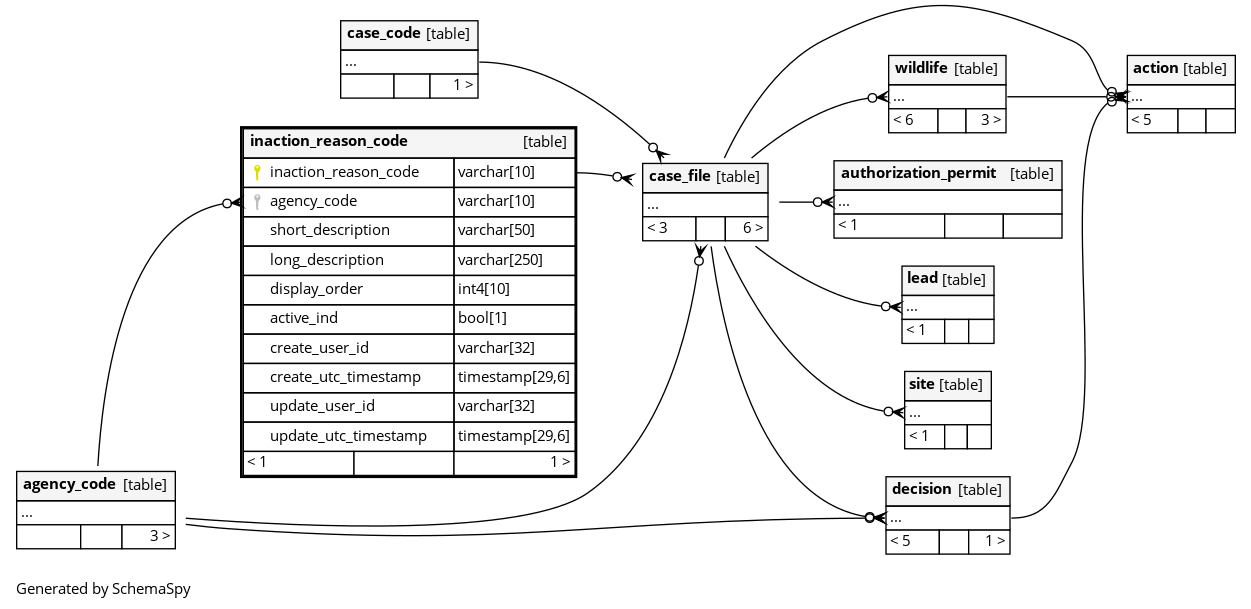 case_code [table]
...
1 >
inaction_reason_code [table]
inaction_reason_code varchar[10]
agency_code varchar[10]
short_description varchar[50]
long_description varchar[250]
display_order int4[10]
active_ind bool[1]
create_user_id varchar[32]
create_utc_timestamp timestamp[29,6]
update_user_id varchar[32]
update_utc_timestamp timestamp[29,6]
< 1 1 >
agency_code [table]
...
3 >
case_file [table]
...
< 3 6 >
wildlife [table]
...
< 6 3 >
action [table]
...
< 5
authorization_permit [table]
...
< 1
lead [table]
...
< 1
site [table]
...
< 1
decision [table]
...
< 5 1 >
Generated by SchemaSpy